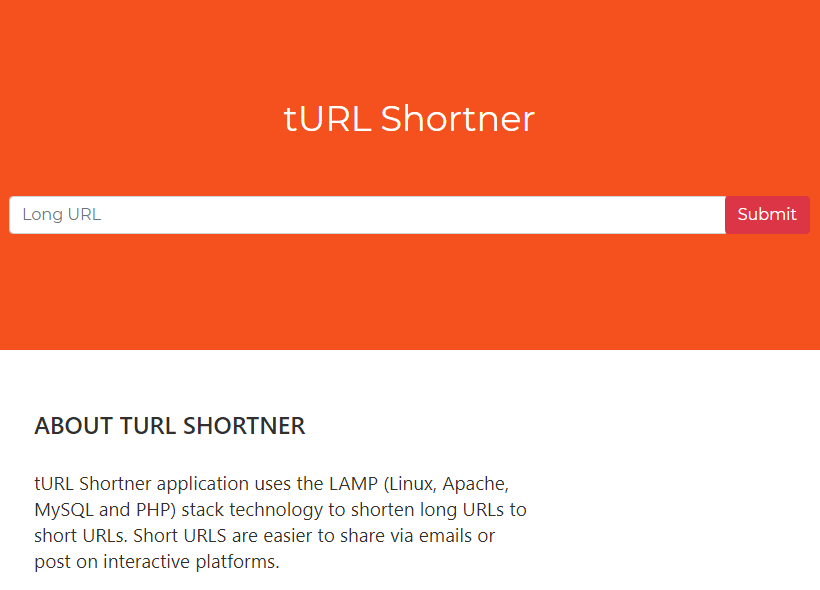 tURL Shortner
Long URL
Submit
ABOUT TURL SHORTNER
tURL Shortner application uses the LAMP (Linux, Apache,
MySQL and PHP) stack technology to shorten long URLs to
short URLs. Short URLS are easier to share via emails or
post on interactive platforms.